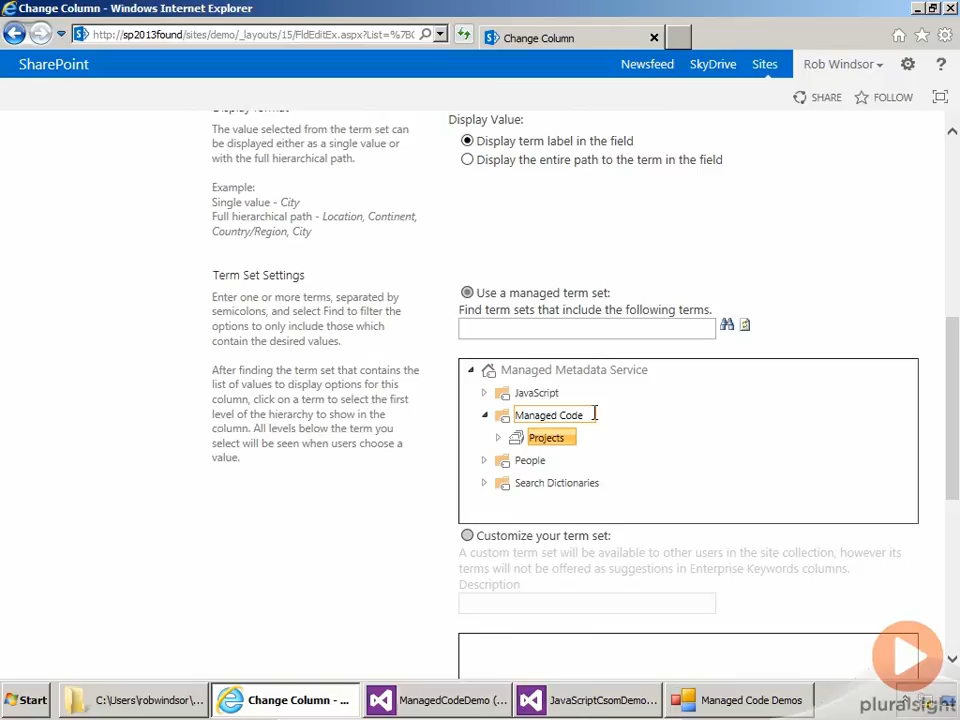 Change Column - Windows Internet Explorer
http://sp2013found/sites/demo/_layouts/15/FldEditEx.aspx?List=%7B
Change Column
SharePoint
Newsfeed
SkyDrive
Sites
Rob Windsor
SHARE
FOLLOW
The value selected from the term set can
be displayed either as a single value or
with the full hierarchical path.
Example:
Single value - City
Full hierarchical path - Location, Continent,
Country/Region, City
Display Value:
Display term label in the field
Display the entire path to the term in the field
Term Set Settings
Enter one or more terms, separated by
semicolons, and select Find to filter the
options to only include those which
contain the desired values.
After finding the term set that contains the
list of values to display options for this
column, click on a term to select the first
level of the hierarchy to show in the
column. All levels below the term you
select will be seen when users choose a
value.
Use a managed term set:
Find term sets that include the following terms.
Managed Metadata Service
JavaScript
Managed Code
Projects
People
Search Dictionaries
Customize your term set:
A custom term set will be available to other users in the site collection, however its
terms will not be offered as suggestions in Enterprise Keywords columns.
Description
Start
C:\Users\robwindsor\...
Change Column - ...
ManagedCodeDemo (...
JavaScriptCsomDemo...
Managed Code Demos
pluralsight